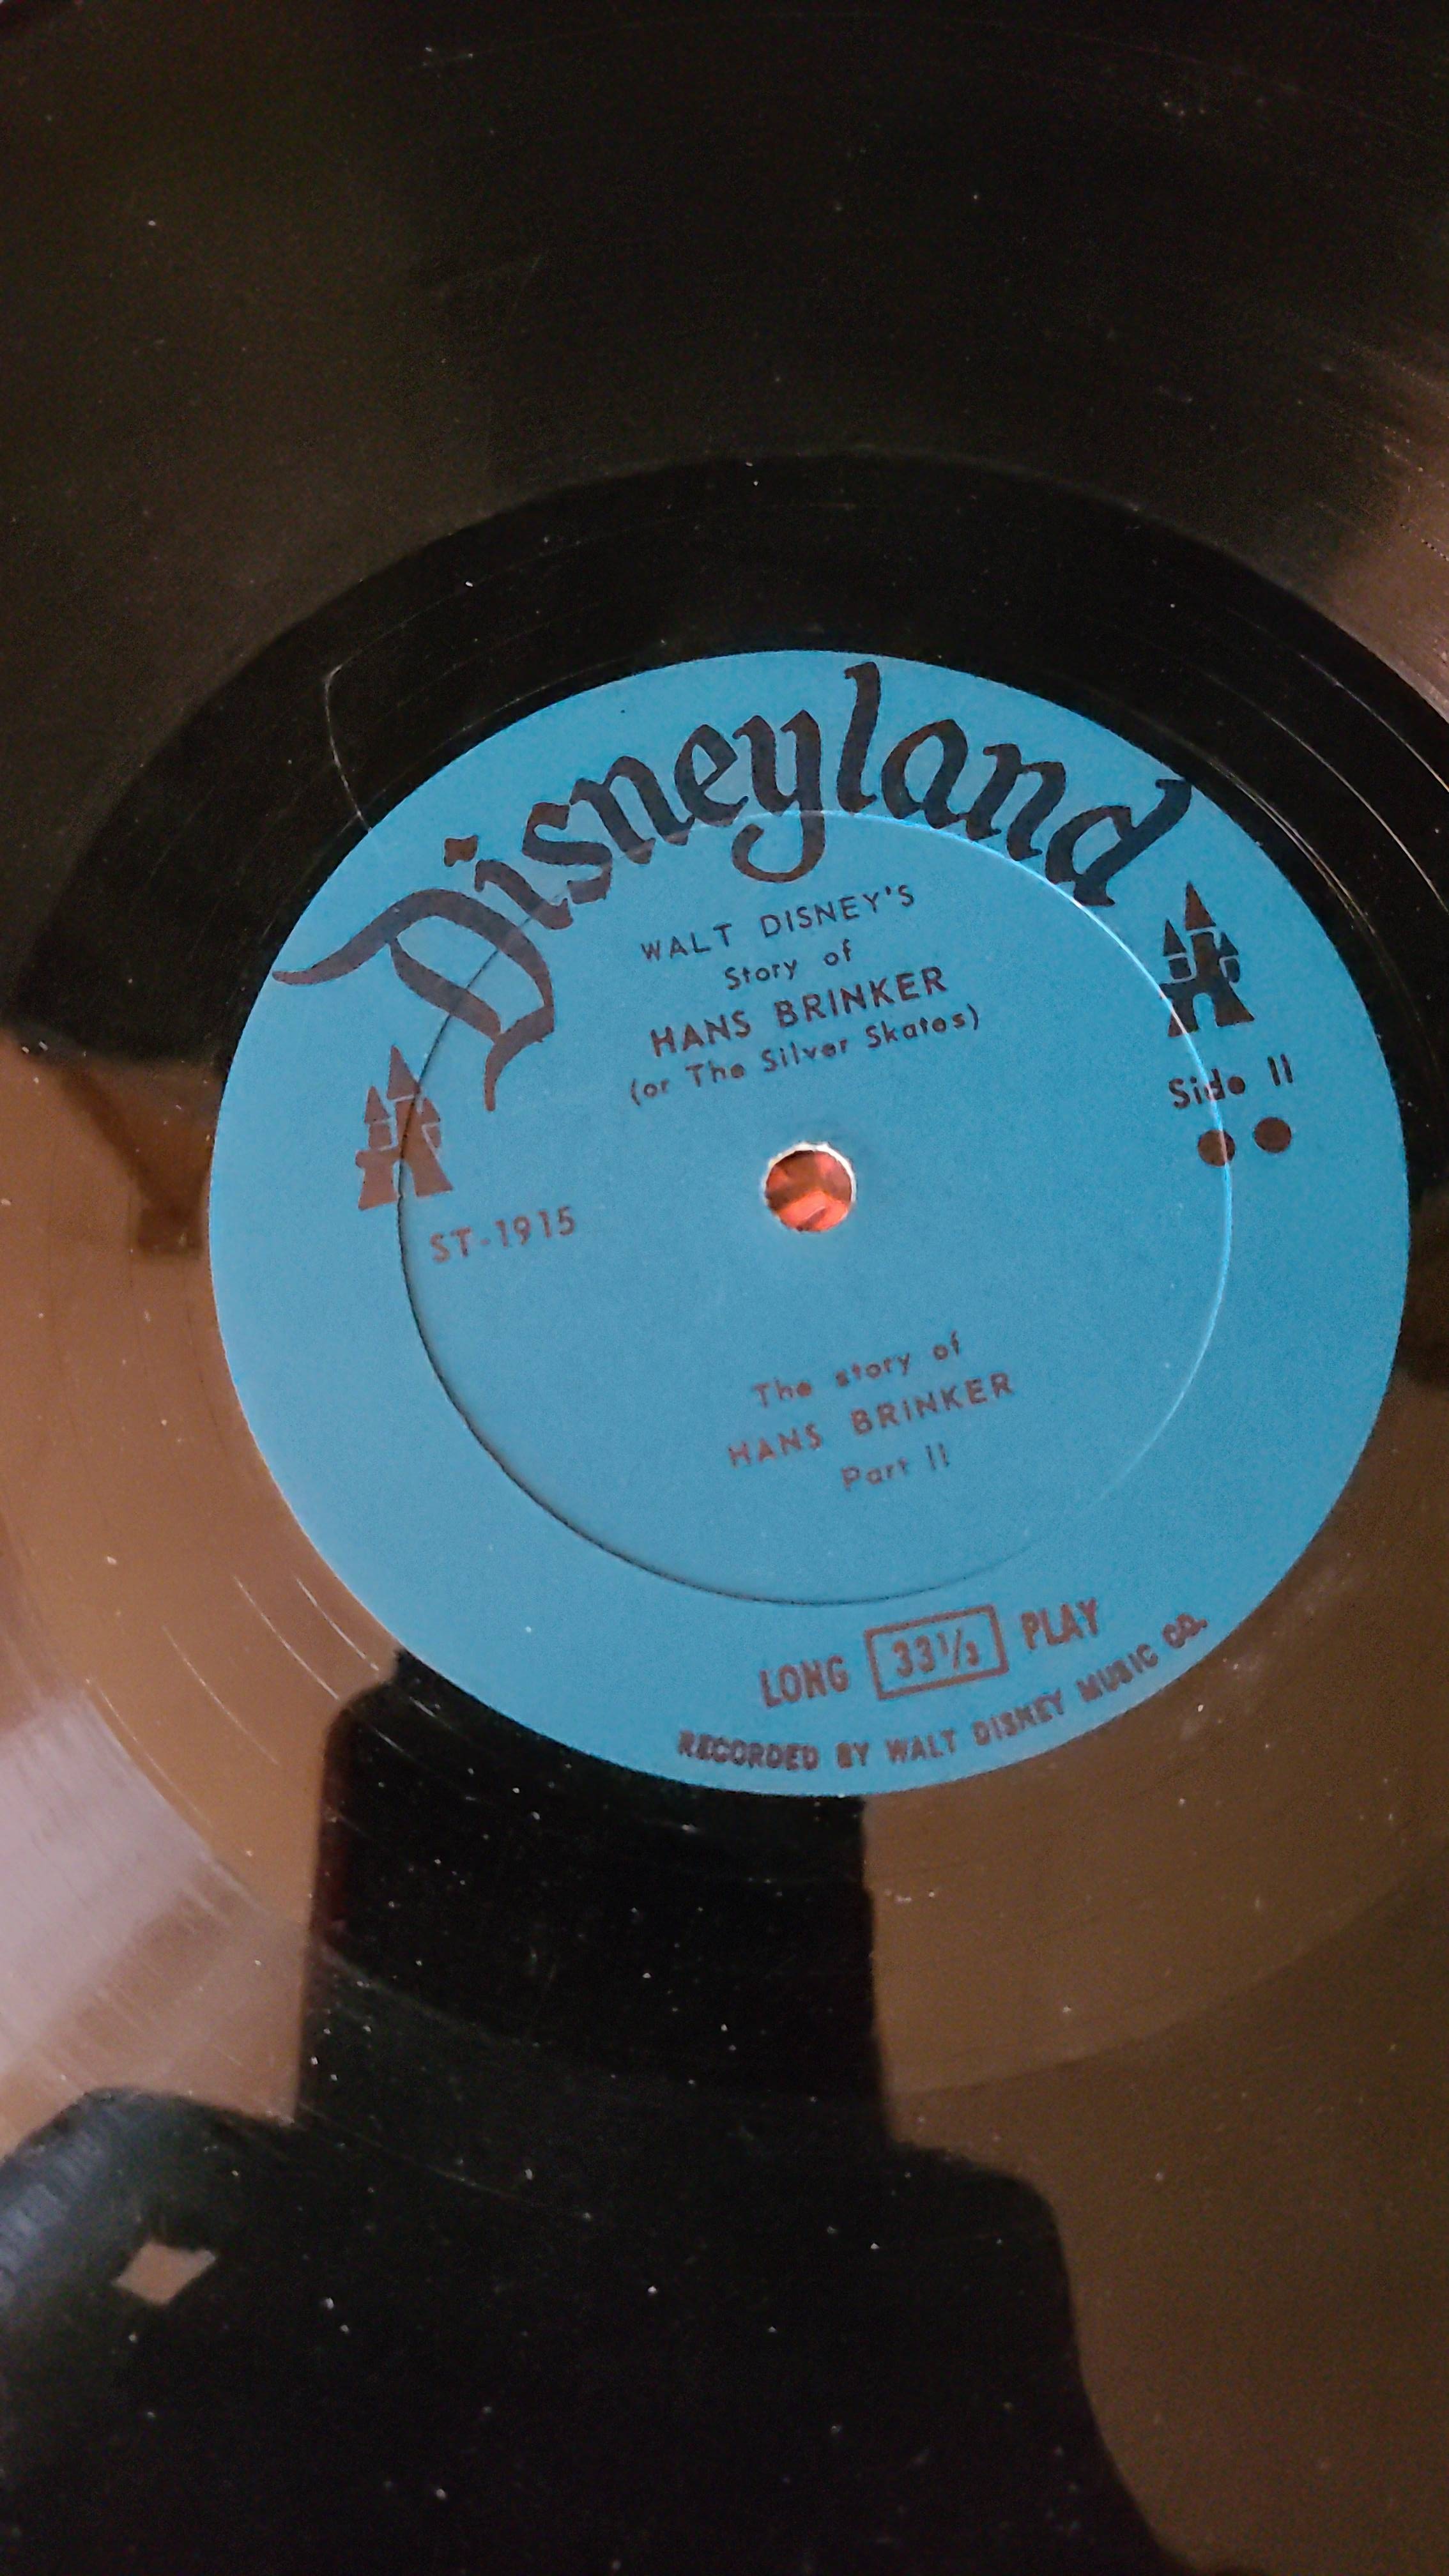 Disneyland
WALT DISNEY'S
Story of
HANS BRINKER
(or The Silver Skates)
Side II
ST-1915
The story of
HANS BRINKER
Part II
LONG 33⅓ PLAY
RECORDED BY WALT DISNEY MUSIC CO.